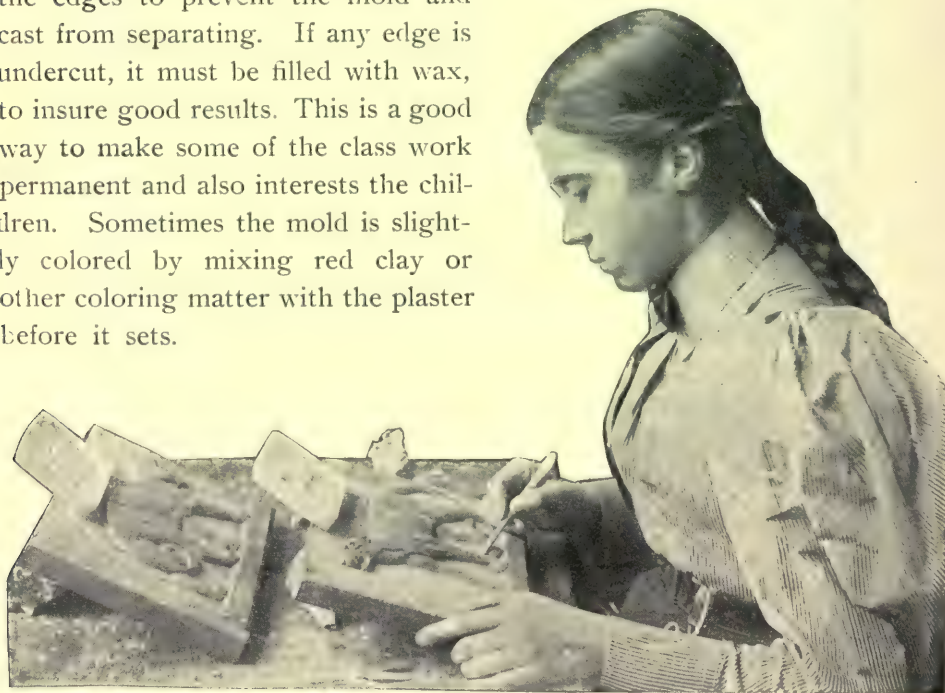 the edges to prevent the mold and
cast from separating. If any edge is
undercut, it must be filled with wax,
to insure good results. This is a good
way to make some of the class work
permanent and also interests the chil-
dren. Sometimes the mold is slight-
ly colored by mixing red clay or
other coloring matter with the plaster
before it sets.